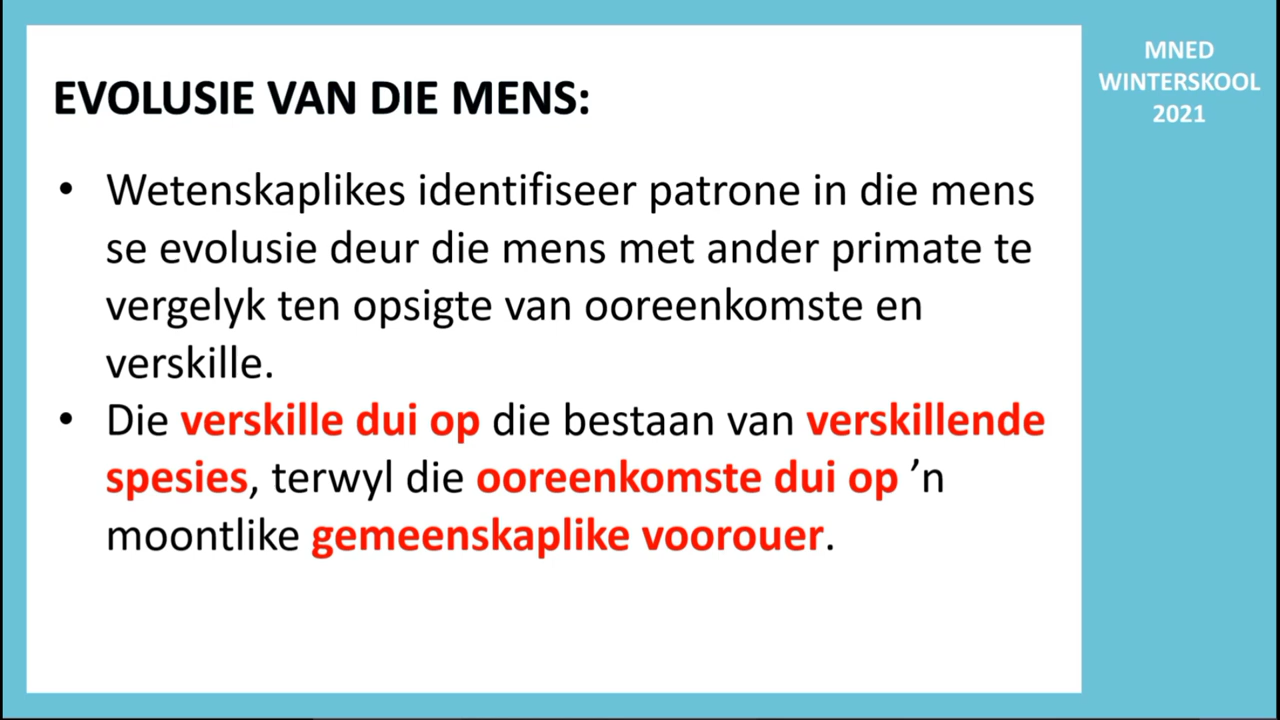 EVOLUSIE VAN DIE MENS:
• Wetenskaplikes identifiseer patrone in die mens
se evolusie deur die mens met ander primate te
vergelyk ten opsigte van ooreenkomste en
verskille.
• Die verskille dui op die bestaan van verskillende
spesies, terwyl die ooreenkomste dui op ’n
moontlike gemeenskaplike voorouer.
MNED
WINTERSKOOL
2021